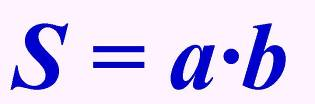 S = a·b